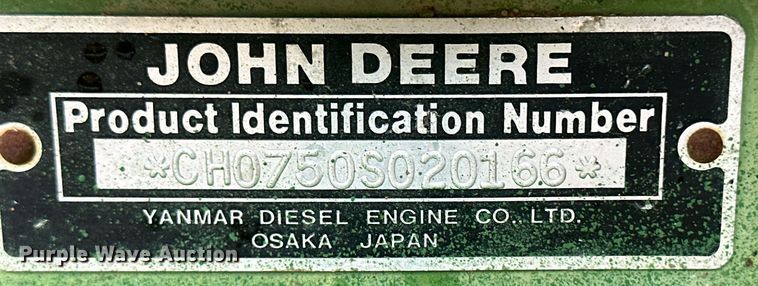 JOHN DEERE
Product Identification Number
*CH0750S020166*
YANMAR DIESEL ENGINE CO., LTD.
OSAKA JAPAN
Purple Wave Auction